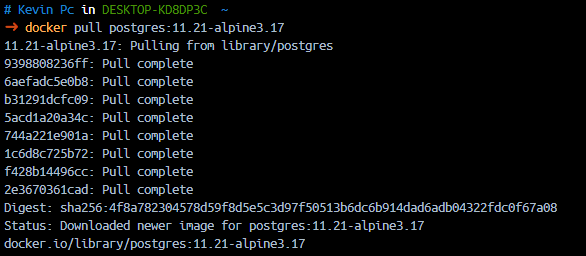 # Kevin Pc in DESKTOP-KD8DP3C ~
→ docker pull postgres:11.21-alpine3.17
11.21-alpine3.17: Pulling from library/postgres
9398808236ff: Pull complete
6aefadc5e0b8: Pull complete
b31291dcfc09: Pull complete
5acd1a20a34c: Pull complete
744a221e901a: Pull complete
1c6d8c725b72: Pull complete
f428b14496cc: Pull complete
2e3670361cad: Pull complete
Digest: sha256:4f8a782304578d59f8d5e5c3d97f50513b6dc6b914dad6adb04322fdc0f67a08
Status: Downloaded newer image for postgres:11.21-alpine3.17
docker.io/library/postgres:11.21-alpine3.17